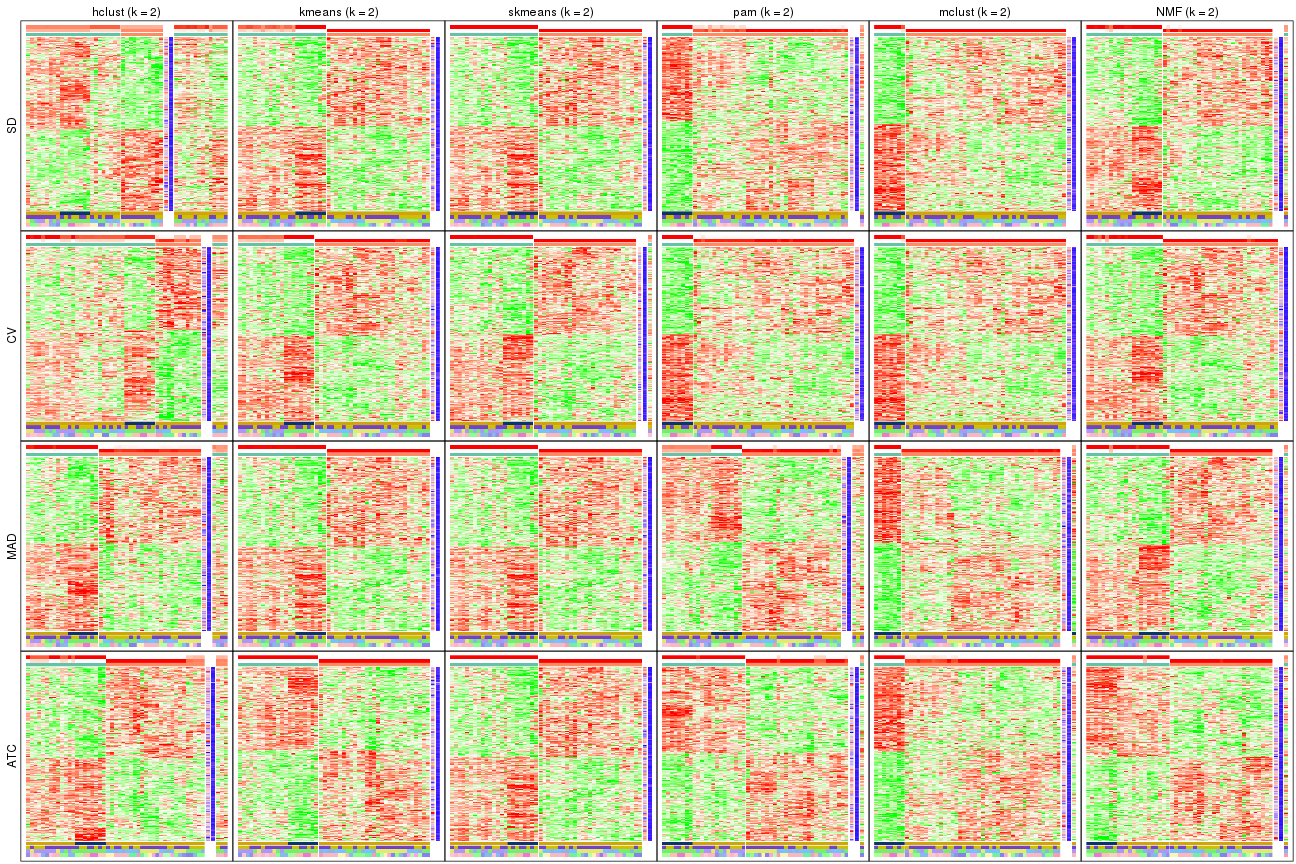 hclust (k = 2) kmeans (k = 2) skmeans (k = 2) pam (k = 2) mclust (k = 2) NMF (k = 2)
SD
CV
MAD
ATC